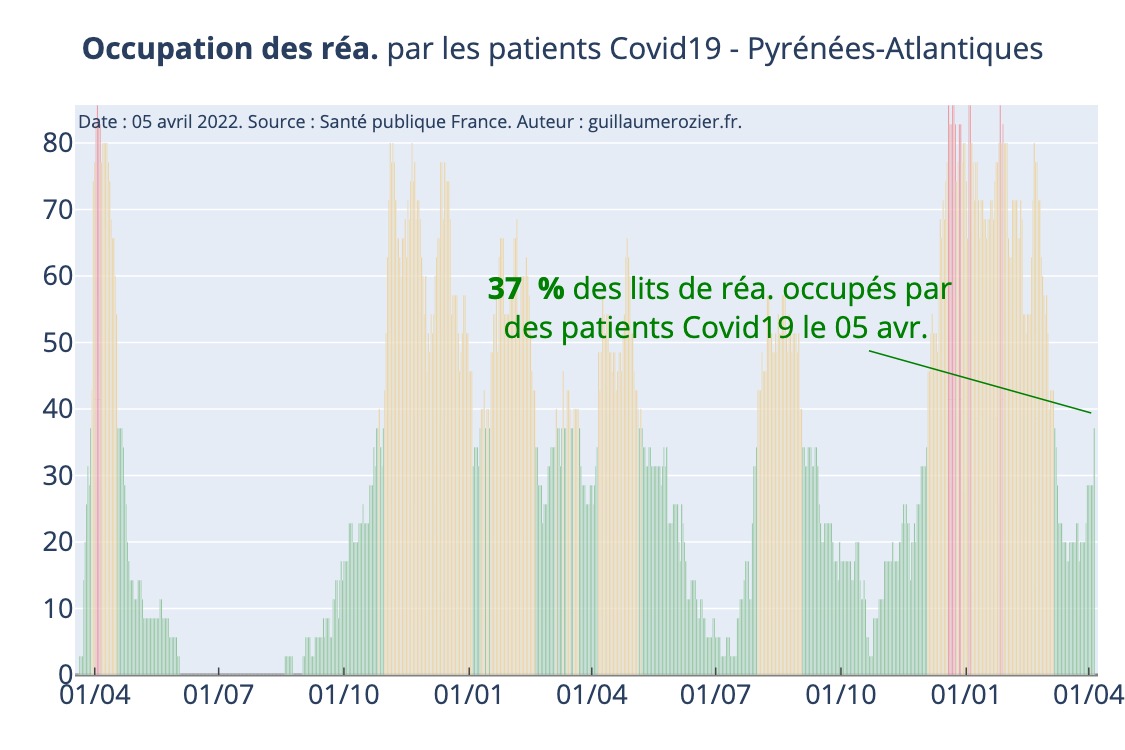 Occupation des réa. par les patients Covid19 - Pyrénées-Atlantiques
Date : 05 avril 2022. Source : Santé publique France. Auteur : guillaumerozier.fr.
80
70
60
50
40
30
20
10
0
37 % des lits de réa. occupés par
des patients Covid19 le 05 avr.
01/04 01/07 01/10 01/01 01/04 01/07 01/10 01/01 01/04